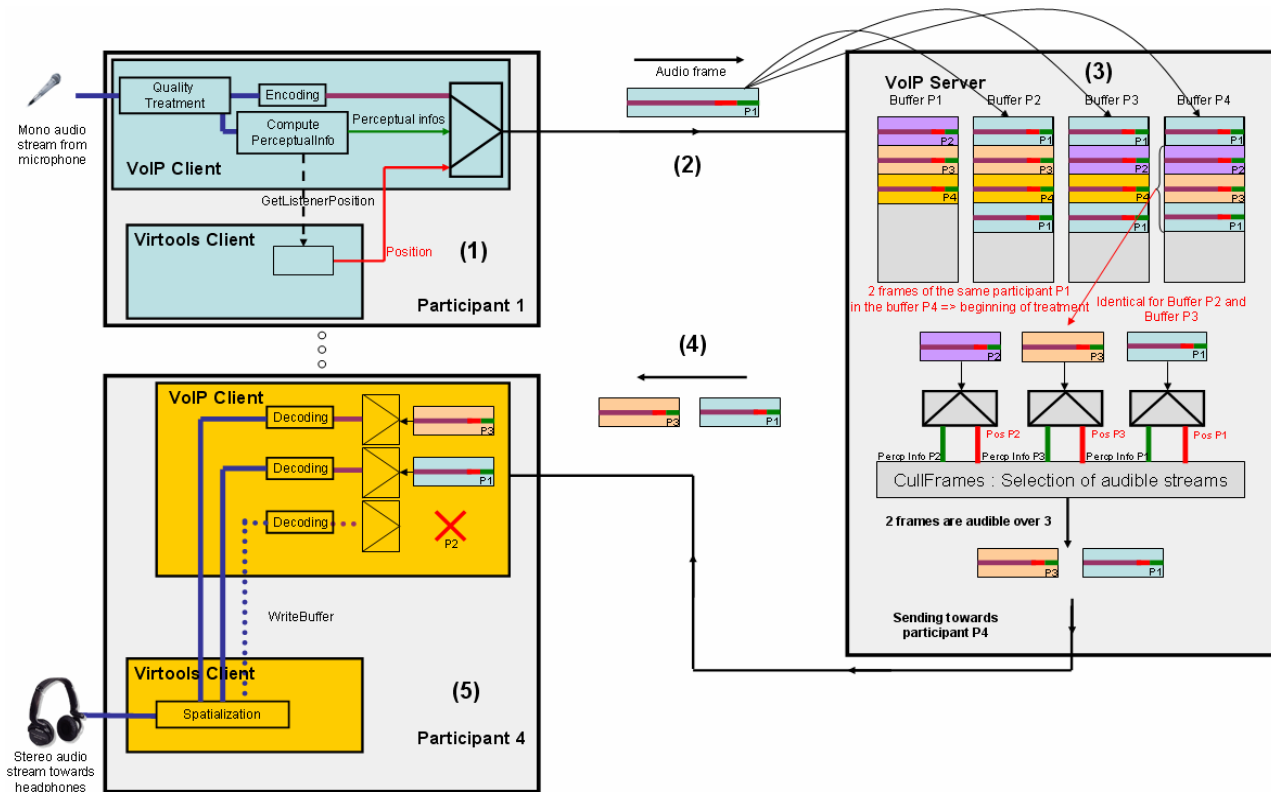 Mono audio
stream from
microphone
Quality
Treatment
Encoding
Compute
PerceptualInfo
Perceptual infos
VoIP Client
GetListenerPosition
Virtools Client
Position
(1)
Participant 1
Audio frame
P1
(2)
(3)
VoIP Server
Buffer P1
Buffer P2
Buffer P3
Buffer P4
P2
P3
P4
P1
P3
P4
P1
P1
P2
P4
P1
P1
P2
P3
P1
2 frames of the same participant P1
in the buffer P4 => beginning of treatment
Identical for Buffer P2 and
Buffer P3
P2
P3
P1
Pos P2
Pos P3
Pos P1
Percp Info P2
Percp Info P3
Percp Info P1
CullFrames : Selection of audible streams
2 frames are audible over 3
P3
P1
Sending towards
participant P4
(4)
P3
P1
VoIP Client
Decoding
P3
Decoding
P1
Decoding
P2
WriteBuffer
Virtools Client
Spatialization
(5)
Participant 4
Stereo audio
stream towards
headphones